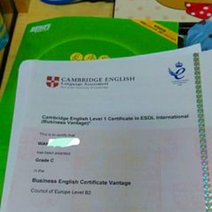 CAMBRIDGE ENGLISH
Language Assessment
Cambridge English Level 1 Certificate in ESOL International
(Business Vantage)*
This is to certify that
has been awarded
Grade C
in the
Business English Certificate Vantage
Council of Europe Level B2